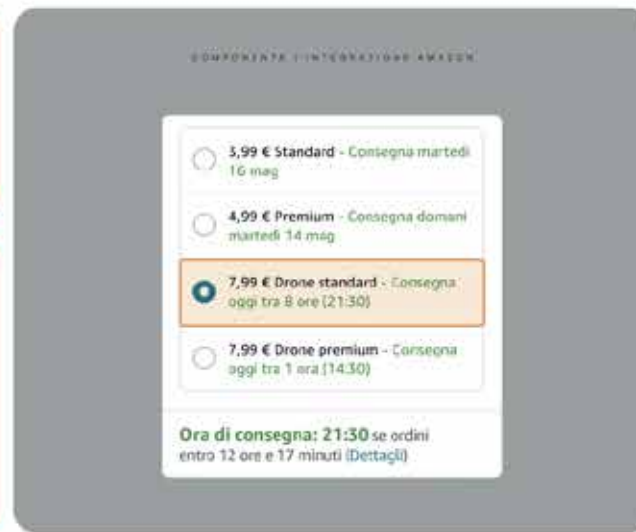 COMPONENTE E INTEGRAZIONE AMAZON
3,99 € Standard - Consegna martedì
16 mag
4,99 € Premium - Consegna domani
martedì 14 mag
7,99 € Drone standard - Consegna
oggi tra 8 ore (21:30)
7,99 € Drone premium - Consegna
oggi tra 1 ora (14:30)
Ora di consegna: 21:30 se ordini
entro 12 ore e 17 minuti (Dettagli)